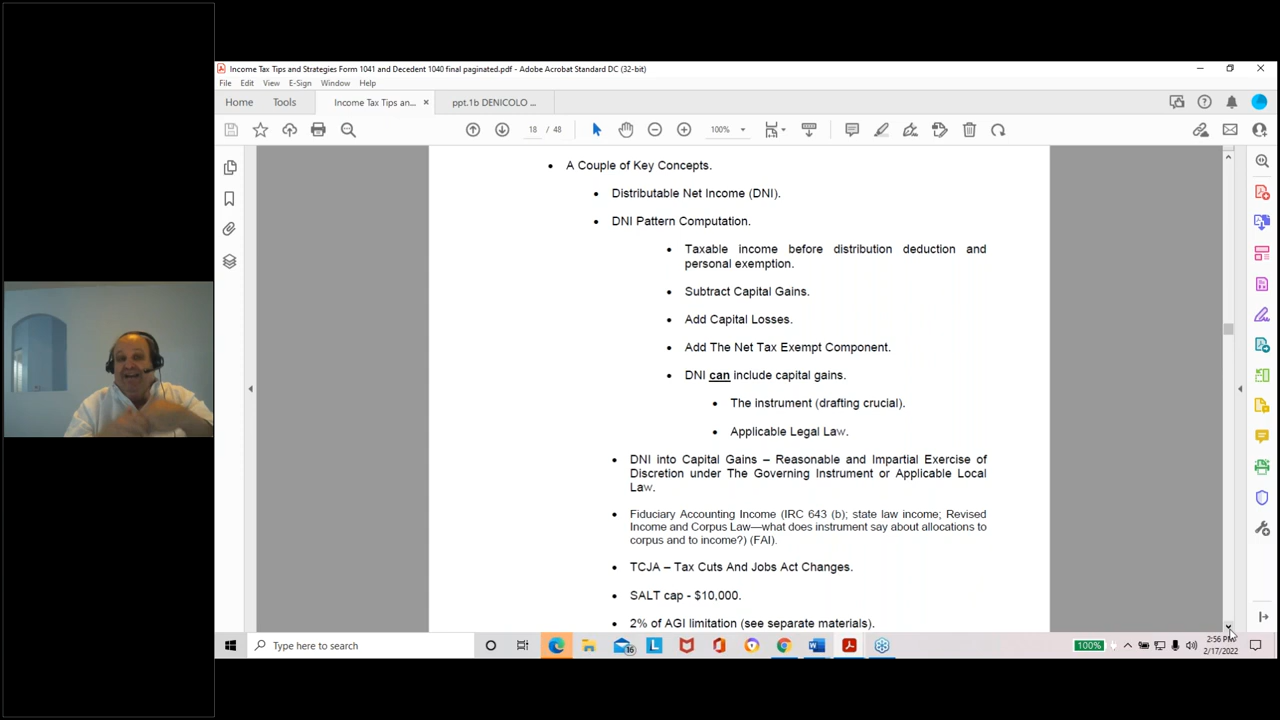 Income Tax Tips and Strategies Form 1041 and Decedent 1040 final paginated.pdf - Adobe Acrobat Standard DC (32-bit)
File Edit View E-Sign Window Help
Home Tools Income Tax Tips an... × ppt.1b DENICOLO ...
18 / 48 100%
• A Couple of Key Concepts.
• Distributable Net Income (DNI).
• DNI Pattern Computation.
• Taxable income before distribution deduction and
personal exemption.
• Subtract Capital Gains.
• Add Capital Losses.
• Add The Net Tax Exempt Component.
• DNI can include capital gains.
• The instrument (drafting crucial).
• Applicable Legal Law.
• DNI into Capital Gains – Reasonable and Impartial Exercise of
Discretion under The Governing Instrument or Applicable Local
Law.
• Fiduciary Accounting Income (IRC 643 (b); state law income; Revised
Income and Corpus Law—what does instrument say about allocations to
corpus and to income?) (FAI).
• TCJA – Tax Cuts And Jobs Act Changes.
• SALT cap - $10,000.
• 2% of AGI limitation (see separate materials).
Type here to search
16
100%
2:56 PM
2/17/2022